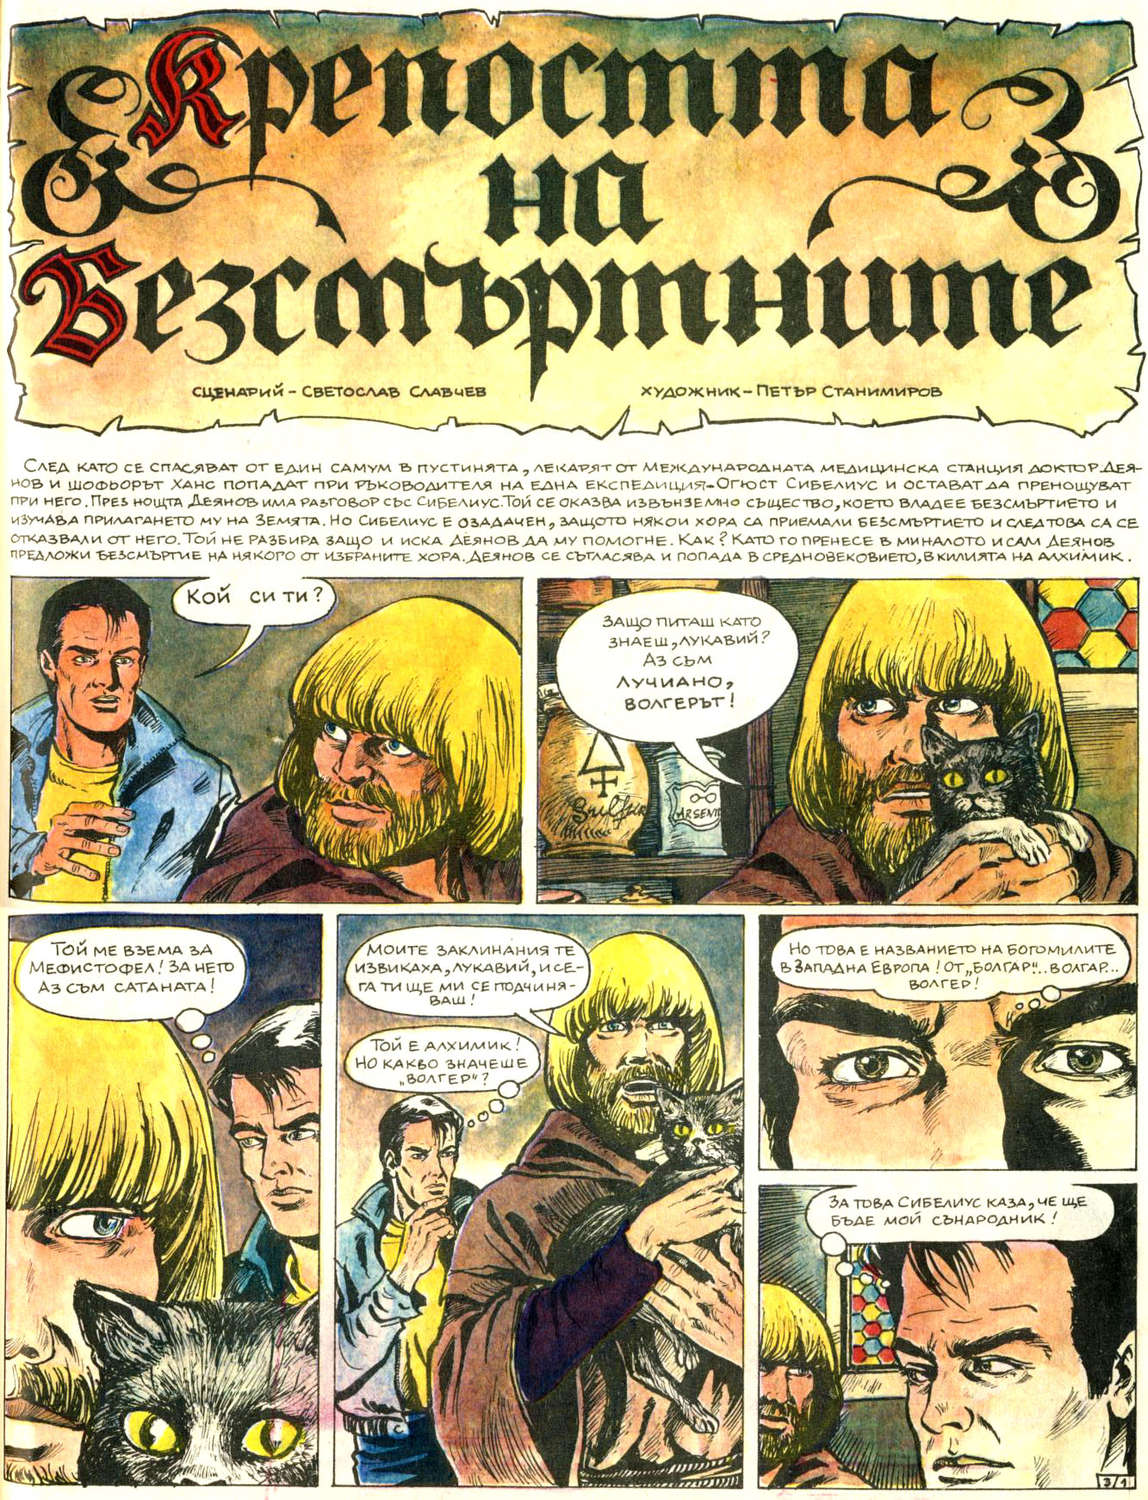 Крепостта
на
Безсмъртните
СЦЕНАРИЙ – СВЕТОСЛАВ СЛАВЧЕВ
ХУДОЖНИК – ПЕТЪР СТАНИМИРОВ
СЛЕД КАТО СЕ СПАСЯВАТ ОТ ЕДИН САМУМ В ПУСТИНЯТА, ЛЕКАРЯТ ОТ МЕЖДУНАРОДНАТА МЕДИЦИНСКА СТАНЦИЯ ДОКТОР ДЕЯ-
НОВ И ШОФЬОРЪТ ХАНС ПОПАДАТ ПРИ РЪКОВОДИТЕЛЯ НА ЕДНА ЕКСПЕДИЦИЯ – ОГЮСТ СИБЕЛИУС И ОСТАВАТ ДА ПРЕНОЩУВАТ
ПРИ НЕГО. ПРЕЗ НОЩТА ДЕЯНОВ ИМА РАЗГОВОР СЪС СИБЕЛИУС. ТОЙ СЕ ОКАЗВА ИЗВЪНЗЕМНО СЪЩЕСТВО, КОЕТО ВЛАДЕЕ БЕЗСМЪРТИЕТО И
ИЗУЧАВА ПРИЛАГАНЕТО МУ НА ЗЕМЯТА. НО СИБЕЛИУС Е ОЗАДАЧЕН, ЗАЩОТО НЯКОИ ХОРА СА ПРИЕМАЛИ БЕЗСМЪРТИЕТО И СЛЕД ТОВА СА СЕ
ОТКАЗВАЛИ ОТ НЕГО. ТОЙ НЕ РАЗБИРА ЗАЩО И ИСКА ДЕЯНОВ ДА МУ ПОМОГНЕ. КАК? КАТО ГО ПРЕНЕСЕ В МИНАЛОТО И САМ ДЕЯНОВ
ПРЕДЛОЖИ БЕЗСМЪРТИЕ НА НЯКОГО ОТ ИЗБРАНИТЕ ХОРА. ДЕЯНОВ СЕ СЪГЛАСЯВА И ПОПАДА В СРЕДНОВЕКОВИЕТО, В КИЛИЯТА НА АЛХИМИК.
КОЙ СИ ТИ?
ЗАЩО ПИТАШ КАТО
ЗНАЕШ, ЛУКАВИЙ?
АЗ СЪМ
ЛУЧИАНО,
ВОЛГЕРЪТ!
Sulfur
ARSENI
ТОЙ МЕ ВЗЕМА ЗА
МЕФИСТОФЕЛ! ЗА НЕГО
АЗ СЪМ САТАНАТА!
МОИТЕ ЗАКЛИНАНИЯ ТЕ
ИЗВИКАХА, ЛУКАВИЙ, И СЕ-
ГА ТИ ЩЕ МИ СЕ ПОДЧИНЯ-
ВАШ!
ТОЙ Е АЛХИМИК!
НО КАКВО ЗНАЧЕШЕ
„ВОЛГЕР“?
НО ТОВА Е НАЗВАНИЕТО НА БОГОМИЛИТЕ
В ЗАПАДНА ЕВРОПА! ОТ „БОЛГАР“... ВОЛГАР...
ВОЛГЕР!
ЗА ТОВА СИБЕЛИУС КАЗА, ЧЕ ЩЕ
БЪДЕ МОЙ СЪНАРОДНИК!
3/1